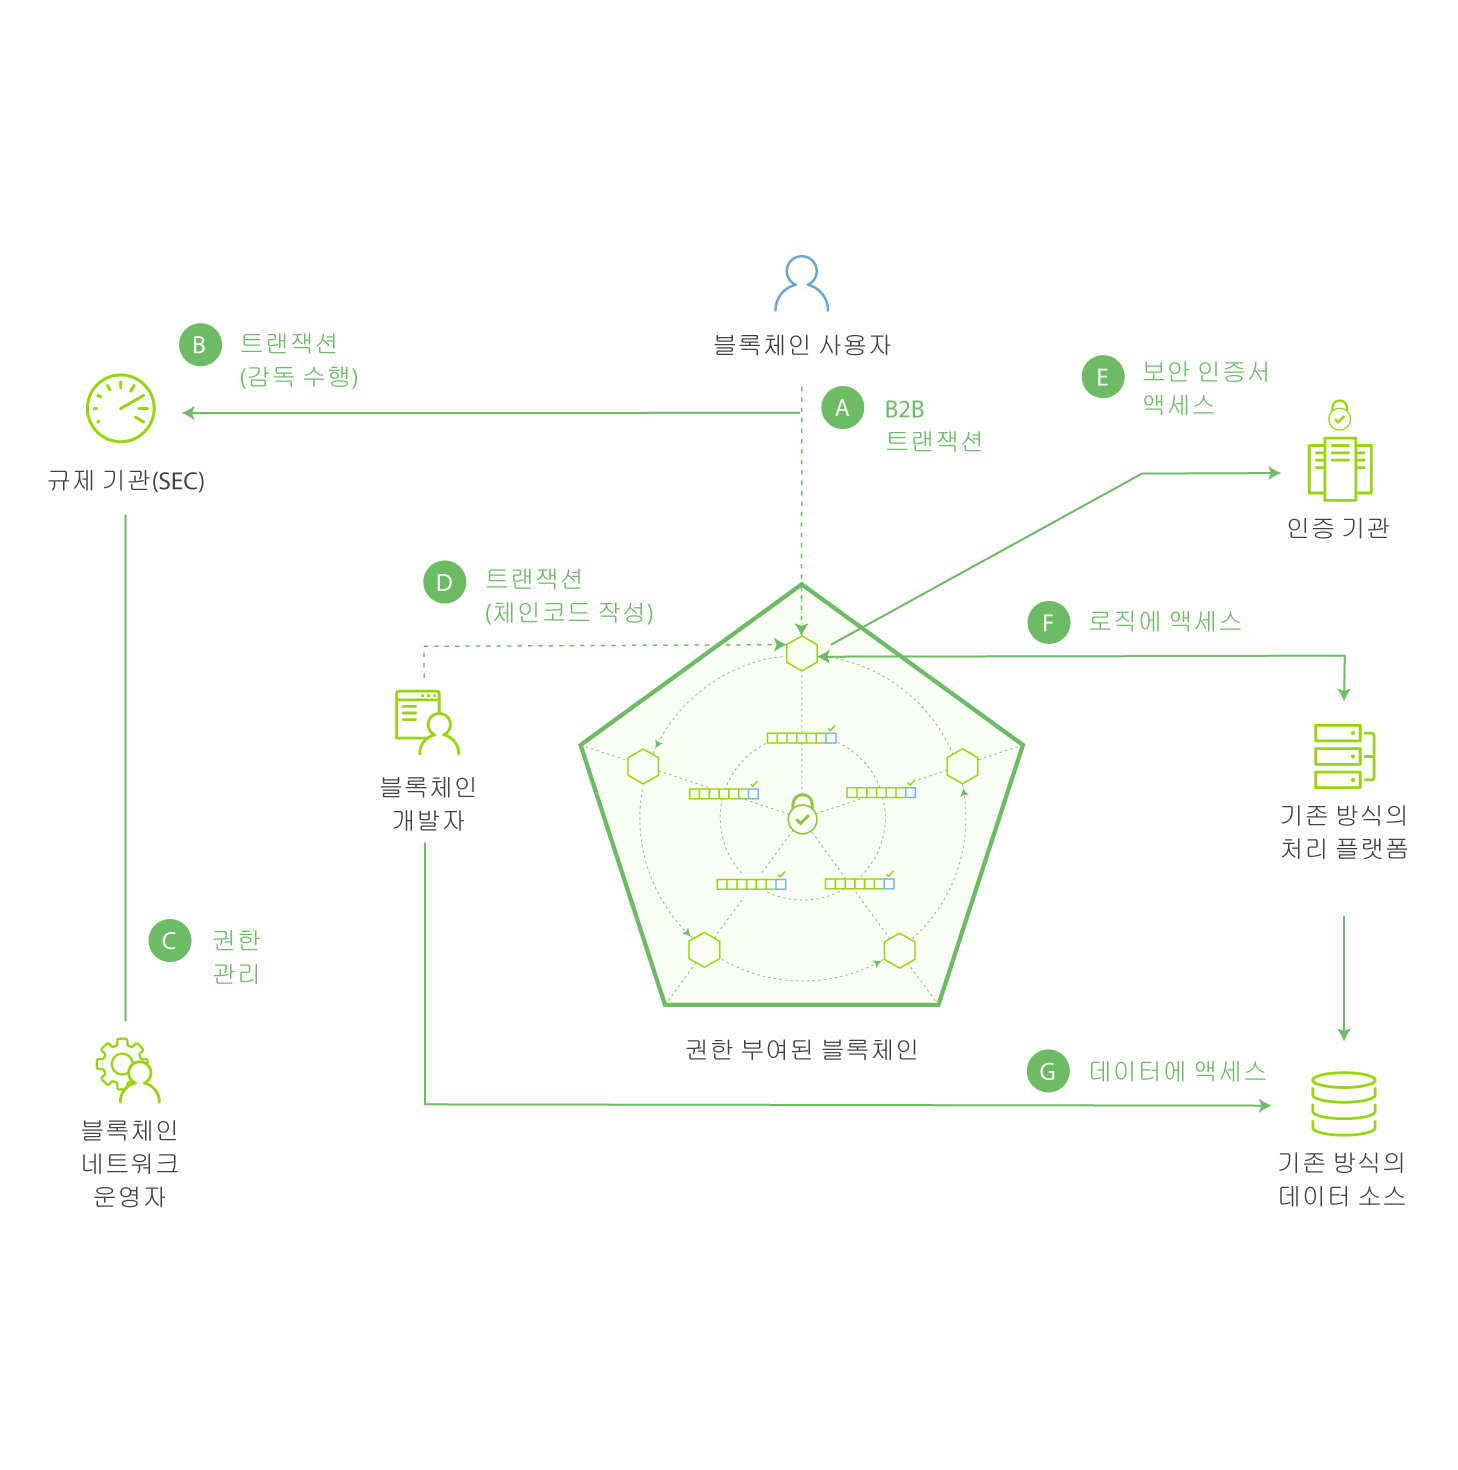 블록체인 사용자
B
트랜잭션
(감독 수행)
A
B2B
트랜잭션
E
보안 인증서
액세스
규제 기관(SEC)
인증 기관
D
트랜잭션
(체인코드 작성)
F
로직에 액세스
블록체인
개발자
기존 방식의
처리 플랫폼
C
권한
관리
권한 부여된 블록체인
G
데이터에 액세스
블록체인
네트워크
운영자
기존 방식의
데이터 소스